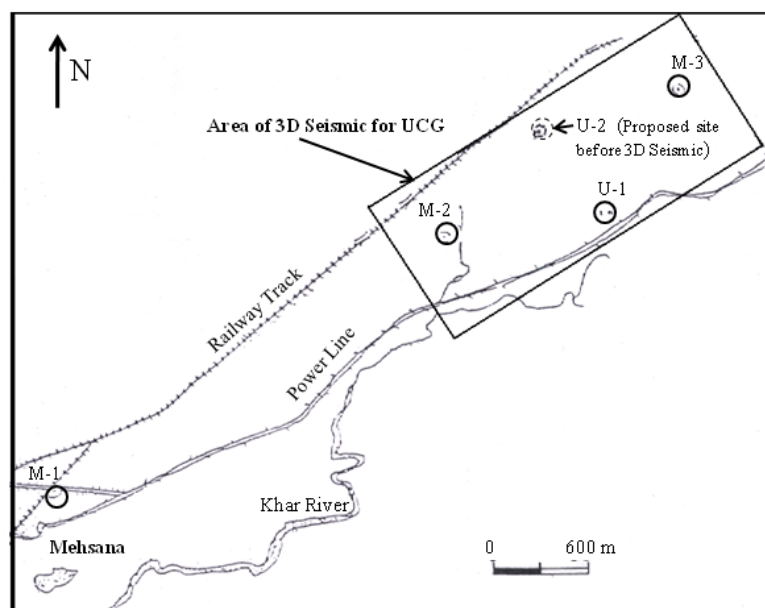 M-3
N
Area of 3D Seismic for UCG
U-2 (Proposed site
before 3D Seismic)
U-1
M-2
Railway Track
Power Line
M-1
Khar River
Mehsana
0 600 m